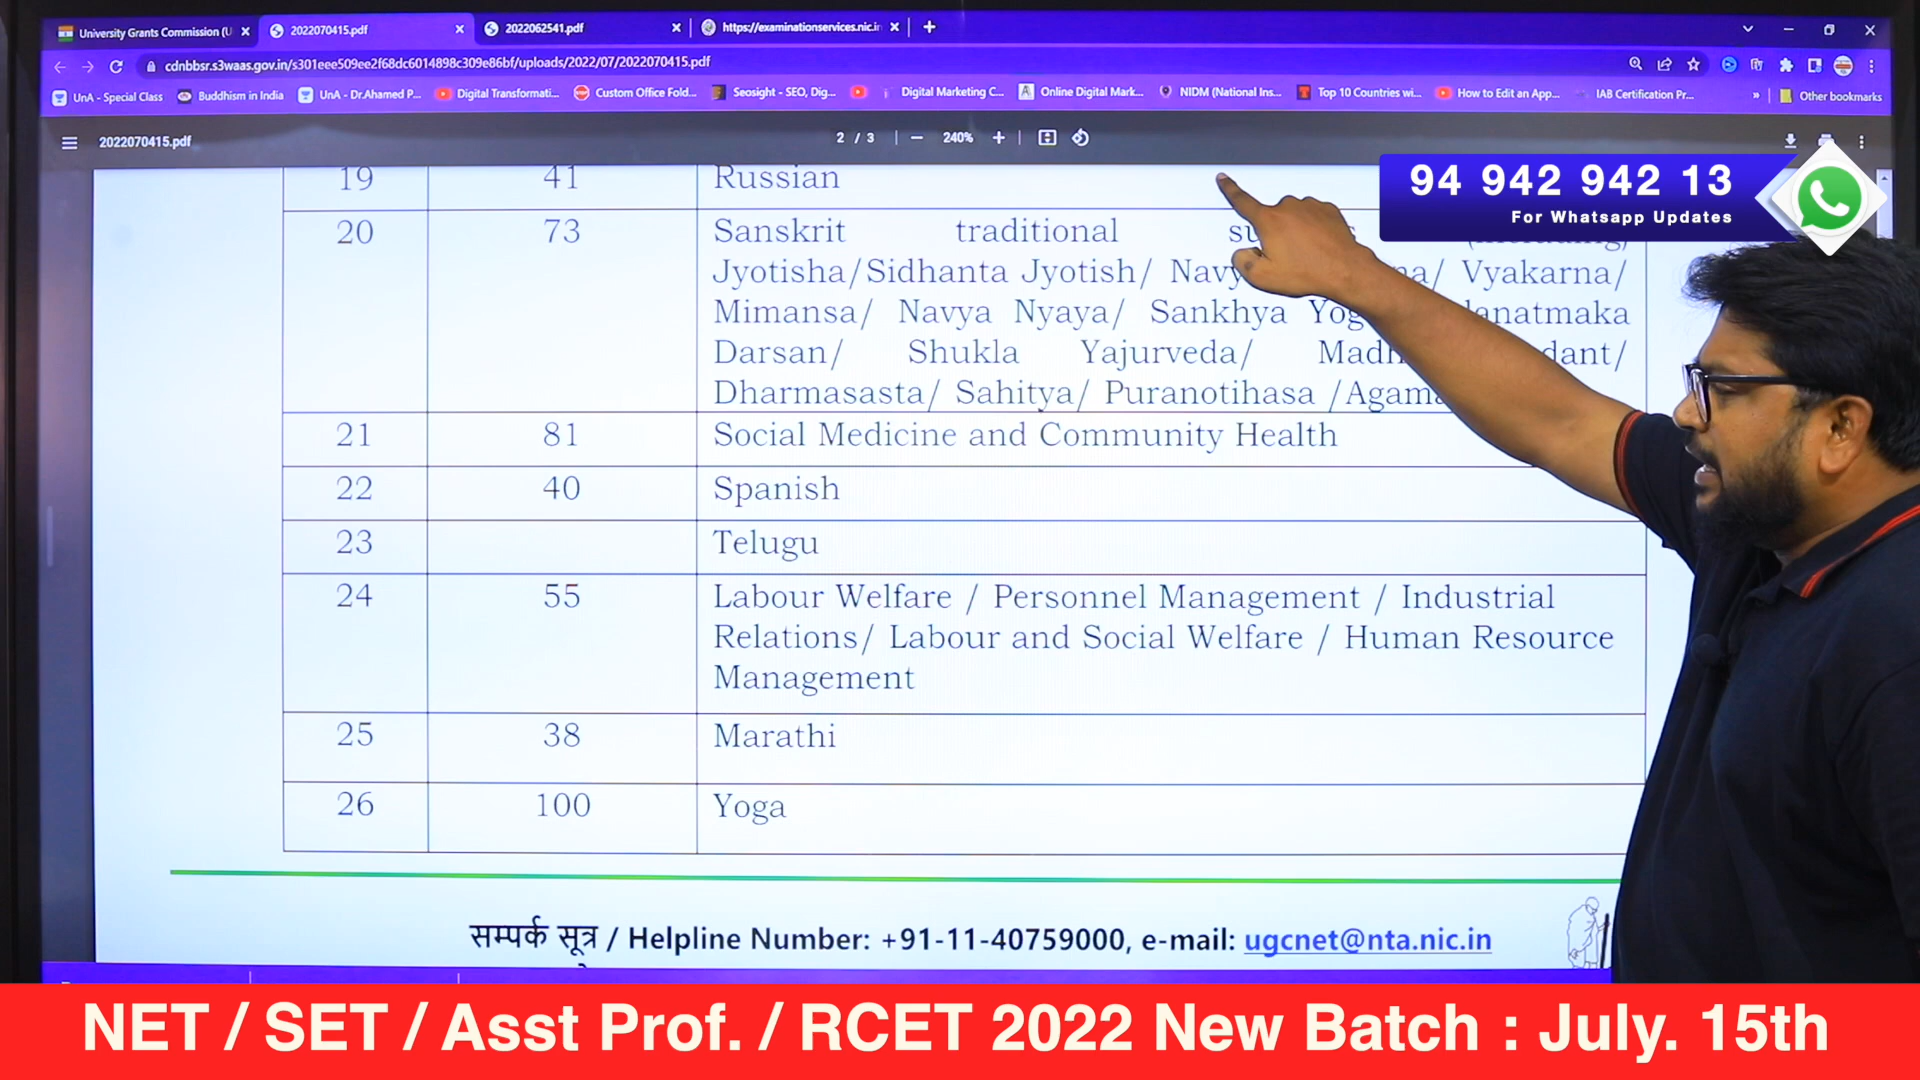 University Grants Commission (U
2022070415.pdf
2022062541.pdf
https://examinationservices.nic.in
cdnbbsr.s3waas.gov.in/s301eee509ee2f68dc6014898c309e86bf/uploads/2022/07/2022070415.pdf
UnA - Special Class
Buddhism in India
UnA - Dr.Ahamed P...
Digital Transformati...
Custom Office Fold...
Seosight - SEO, Dig...
Digital Marketing C...
Online Digital Mark...
NIDM (National Ins...
Top 10 Countries wi...
How to Edit an App...
IAB Certification Pr...
» Other bookmarks
2022070415.pdf
2 / 3 | − 240% + |
94 942 942 13
For Whatsapp Updates
19 41 Russian
20 73 Sanskrit traditional
Jyotisha/Sidhanta Jyotish/ Vyakarna/
Mimansa/ Navya Nyaya/ Sankhya
Darsan/ Shukla Yajurveda/
Dharmasasta/ Sahitya/ Puranotihasa
21 81 Social Medicine and Community Health
22 40 Spanish
23 Telugu
24 55 Labour Welfare / Personnel Management / Industrial
Relations/ Labour and Social Welfare / Human Resource
Management
25 38 Marathi
26 100 Yoga
सम्पर्क सूत्र / Helpline Number: +91-11-40759000, e-mail: ugcnet@nta.nic.in
NET / SET / Asst Prof. / RCET 2022 New Batch : July. 15th